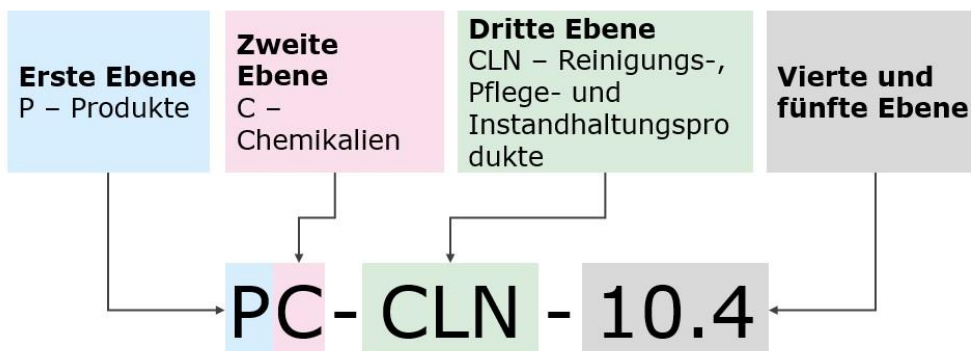 Erste Ebene
P – Produkte
Zweite
Ebene
C –
Chemikalien
Dritte Ebene
CLN – Reinigungs-,
Pflege- und
Instandhaltungspro
dukte
Vierte und
fünfte Ebene
PC - CLN - 10.4